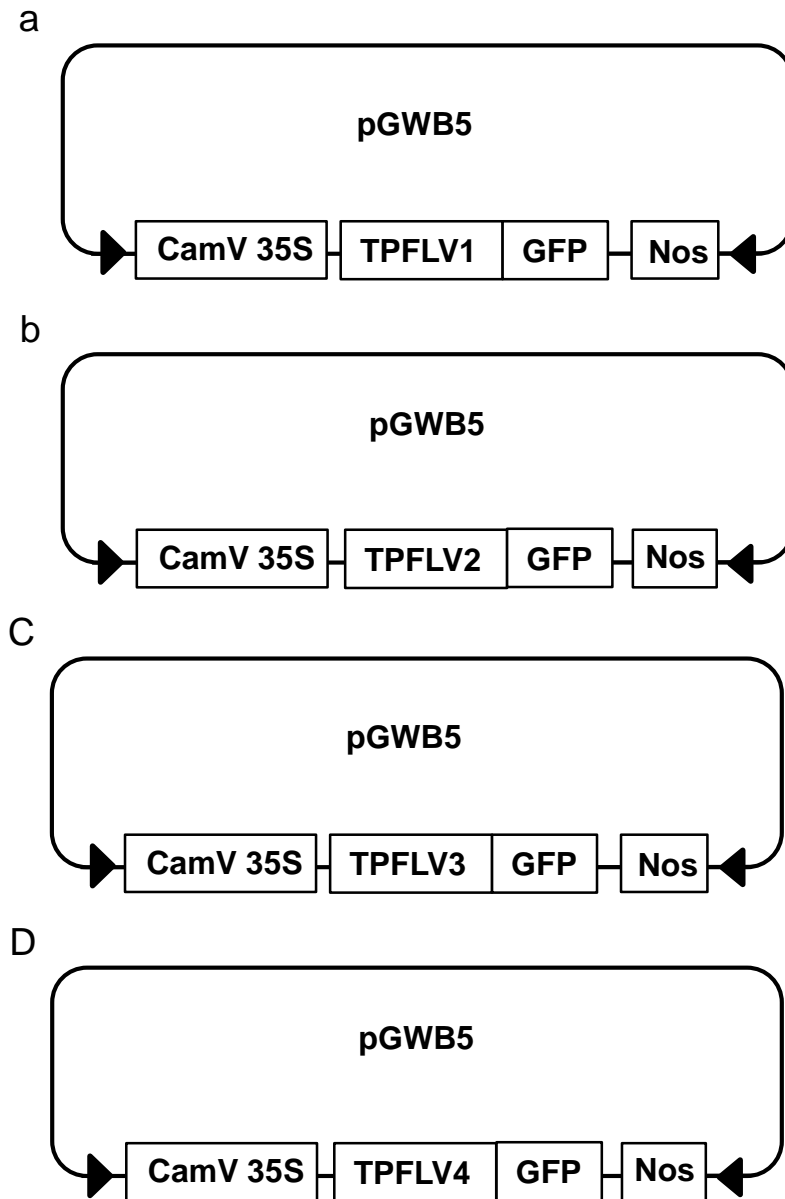 a
pGWB5
CamV 35S TPFLV1 GFP Nos
b
pGWB5
CamV 35S TPFLV2 GFP Nos
C
pGWB5
CamV 35S TPFLV3 GFP Nos
D
pGWB5
CamV 35S TPFLV4 GFP Nos